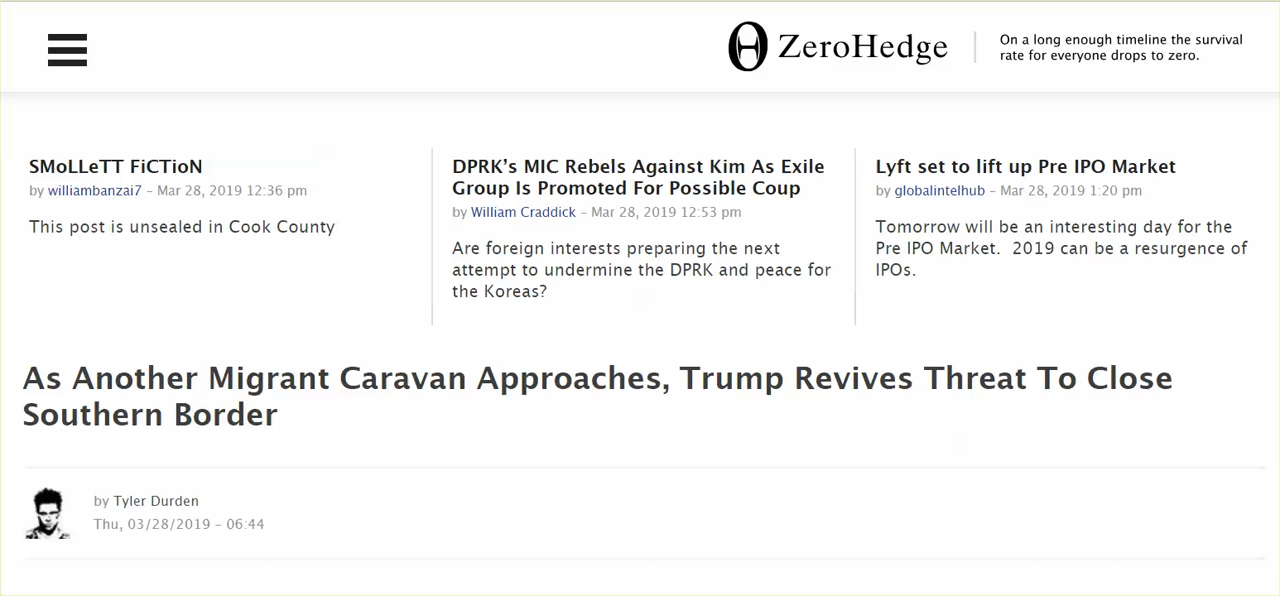 ZeroHedge
On a long enough timeline the survival
rate for everyone drops to zero.
SMoLLeTT FiCTioN
by williambanzai7 – Mar 28, 2019 12:36 pm
This post is unsealed in Cook County
DPRK’s MIC Rebels Against Kim As Exile
Group Is Promoted For Possible Coup
by William Craddick – Mar 28, 2019 12:53 pm
Are foreign interests preparing the next
attempt to undermine the DPRK and peace for
the Koreas?
Lyft set to lift up Pre IPO Market
by globalintelhub – Mar 28, 2019 1:20 pm
Tomorrow will be an interesting day for the
Pre IPO Market.  2019 can be a resurgence of
IPOs.
As Another Migrant Caravan Approaches, Trump Revives Threat To Close
Southern Border
by Tyler Durden
Thu, 03/28/2019 – 06:44